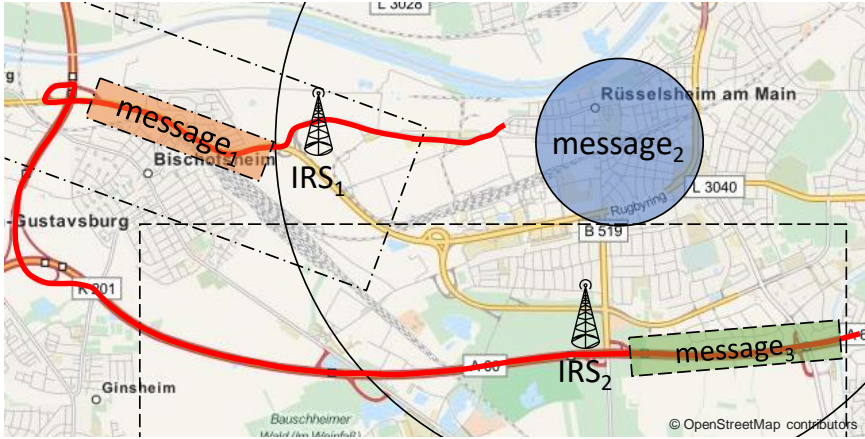 L 3028
g
Rüsselsheim am Main
message1
message2
Bischofsheim
IRS1
L 3040
Rugbyring
-Gustavsburg
B 519
K 201
message3
A 60
IRS2
Ginsheim
Bauschheimer
Wald (Im Weinfaß)
© OpenStreetMap contributors